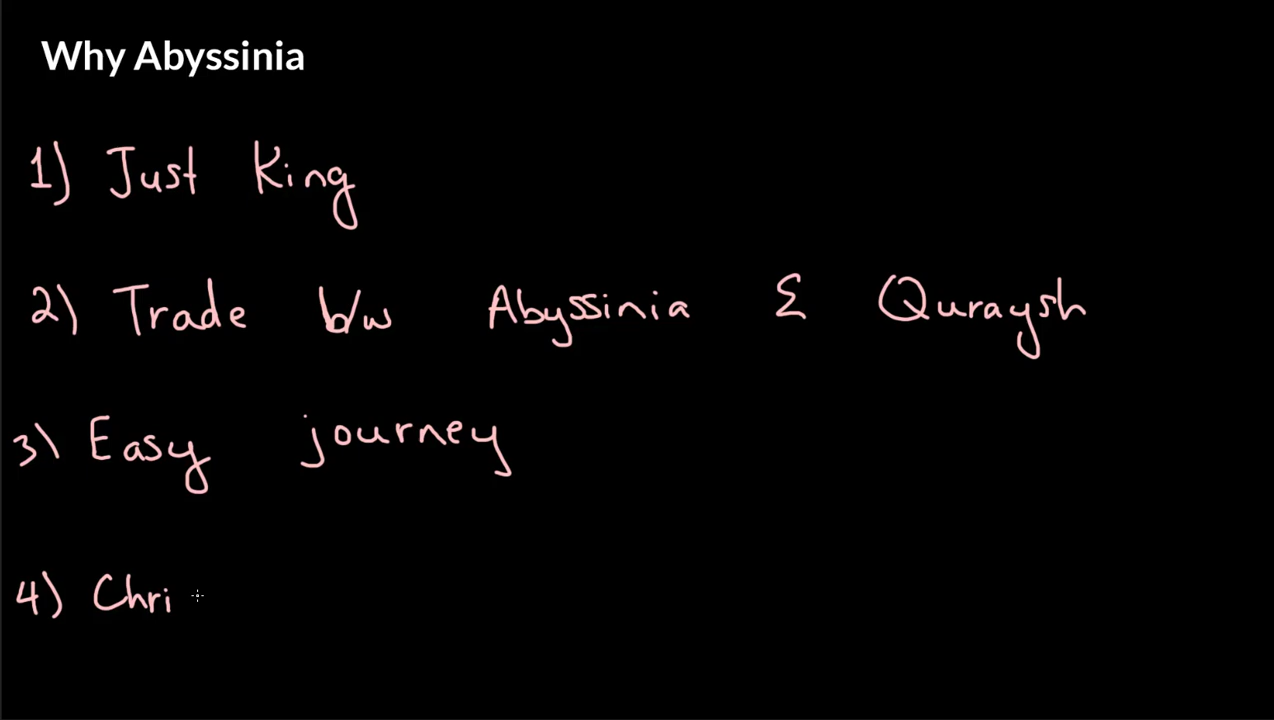 Why Abyssinia
1) Just King
2) Trade b/w Abyssinia & Quraysh
3) Easy journey
4) Chri